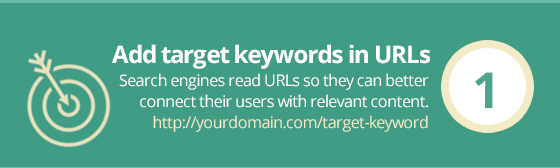 Add target keywords in URLs
Search engines read URLs so they can better
connect their users with relevant content.
http://yourdomain.com/target-keyword
1